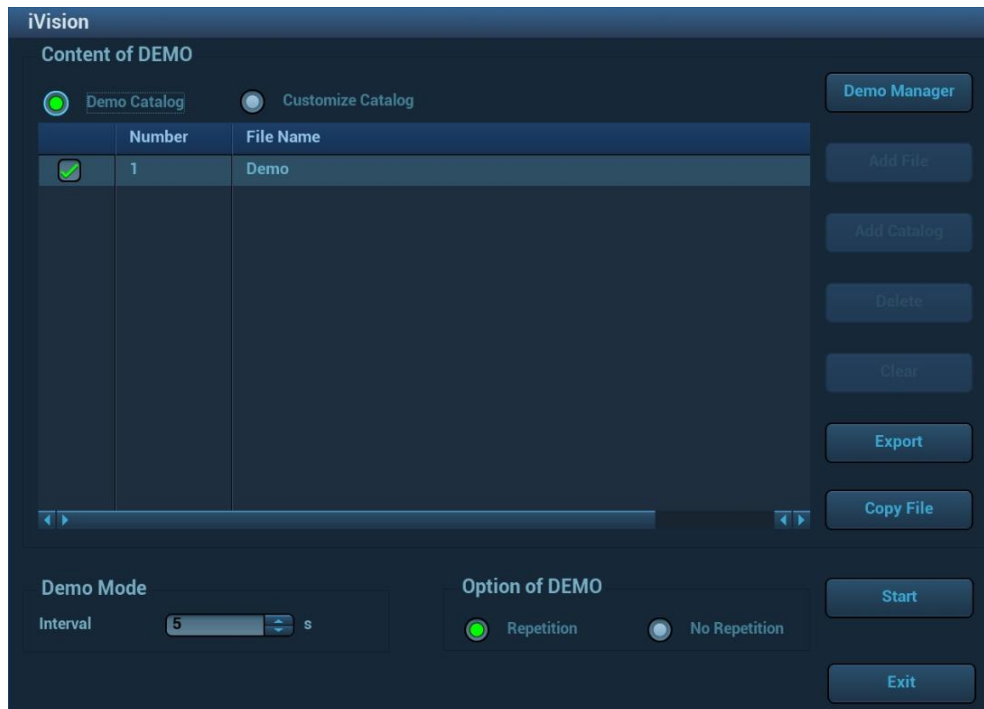 iVision
Content of DEMO
Demo Catalog Customize Catalog
Demo Manager
Number File Name
1 Demo
Add File
Add Catalog
Delete
Clear
Export
Copy File
Demo Mode
Interval 5 s
Option of DEMO
Repetition No Repetition
Start
Exit